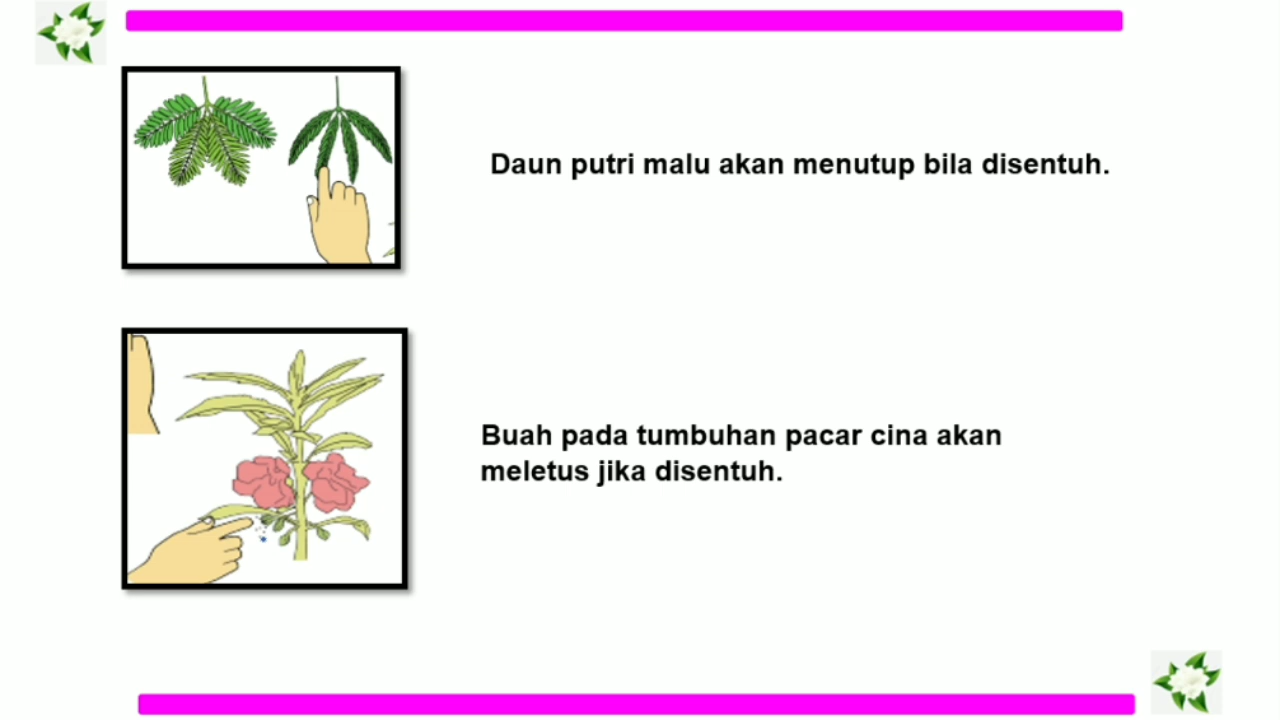 Daun putri malu akan menutup bila disentuh.
Buah pada tumbuhan pacar cina akan
meletus jika disentuh.